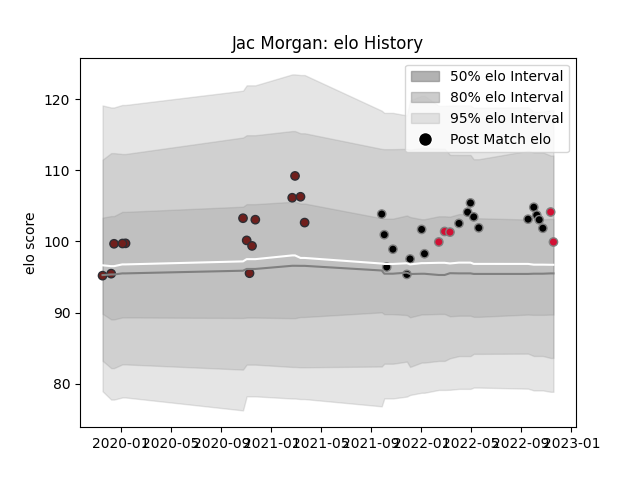 Jac Morgan: elo History
50% elo Interval
80% elo Interval
95% elo Interval
Post Match elo
elo score
120
110
100
90
80
2020-01 2020-05 2020-09 2021-01 2021-05 2021-09 2022-01 2022-05 2022-09 2023-01